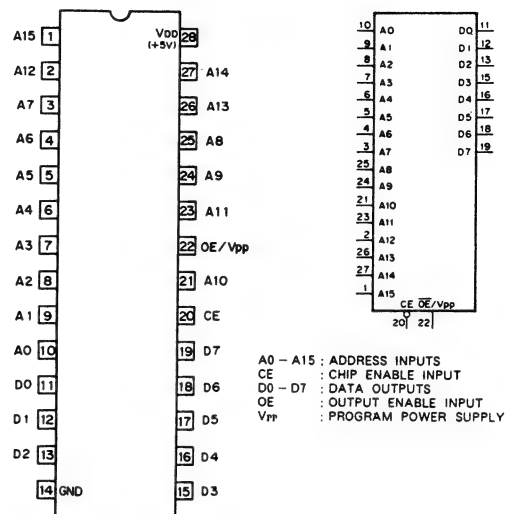 A15 1
VDD 28
(+5V)
A12 2
27 A14
A7 3
26 A13
A6 4
25 A8
A5 5
24 A9
A4 6
23 A11
A3 7
22 OE/Vpp
A2 8
21 A10
A1 9
20 CE
A0 10
19 D7
D0 11
18 D6
D1 12
17 D5
D2 13
16 D4
14 GND
15 D3
10 A0 D0 11
9 A1 D1 12
8 A2 D2 13
7 A3 D3 15
6 A4 D4 16
5 A5 D5 17
4 A6 D6 18
3 A7 D7 19
25 A8
24 A9
21 A10
23 A11
2 A12
26 A13
27 A14
1 A15
CE OE/Vpp
20 22
A0 – A15 : ADDRESS INPUTS
CE : CHIP ENABLE INPUT
D0 – D7 : DATA OUTPUTS
OE : OUTPUT ENABLE INPUT
VPP : PROGRAM POWER SUPPLY